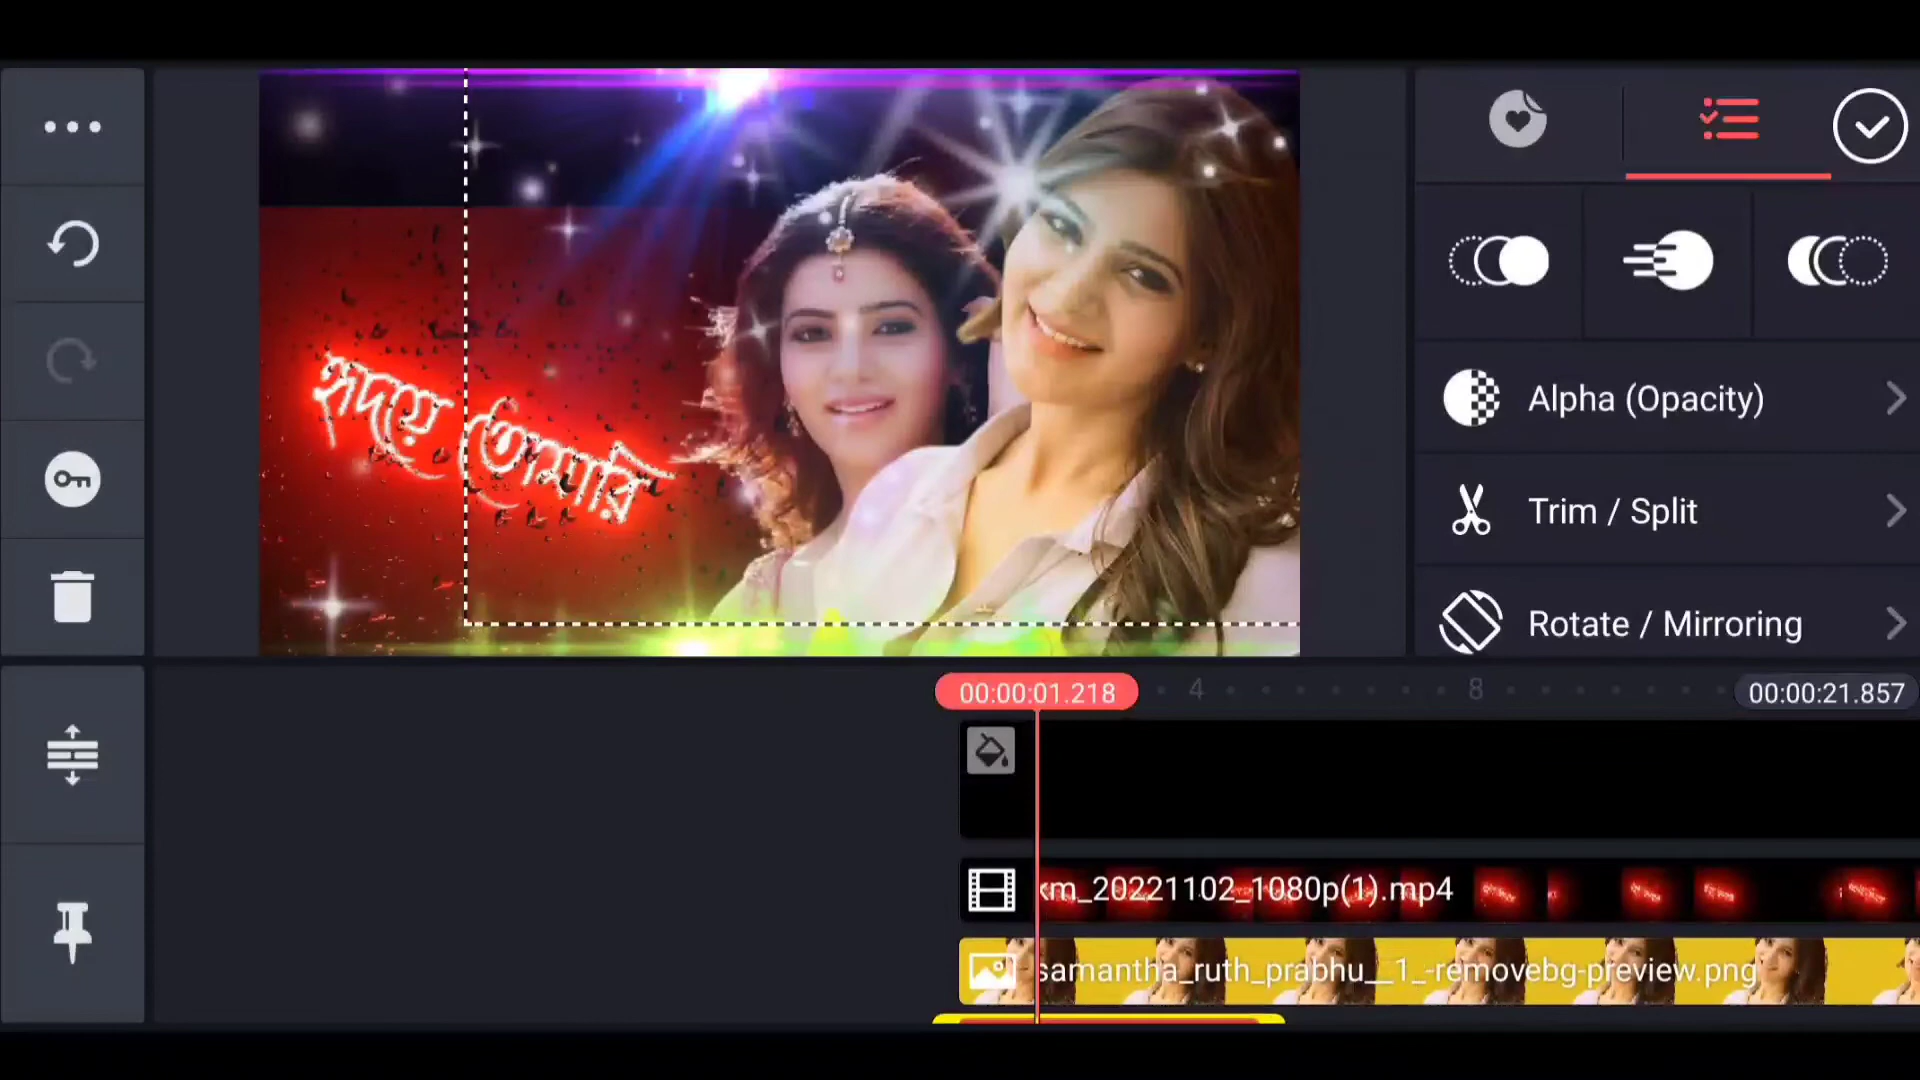 হৃদয়ে তোমারি
Alpha (Opacity)
Trim / Split
Rotate / Mirroring
00:00:01.218
4
8
00:00:21.857
km_20221102_1080p(1).mp4
samantha_ruth_prabhu__1_-removebg-preview.png